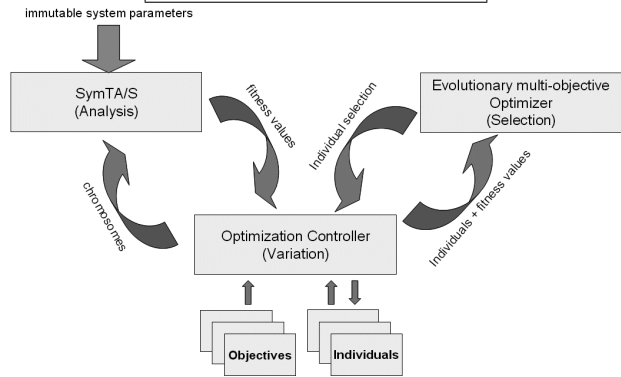 immutable system parameters
SymTA/S
(Analysis)
fitness values
Individual selection
Evolutionary multi-objective
Optimizer
(Selection)
chromosomes
Individuals + fitness values
Optimization Controller
(Variation)
Objectives
Individuals